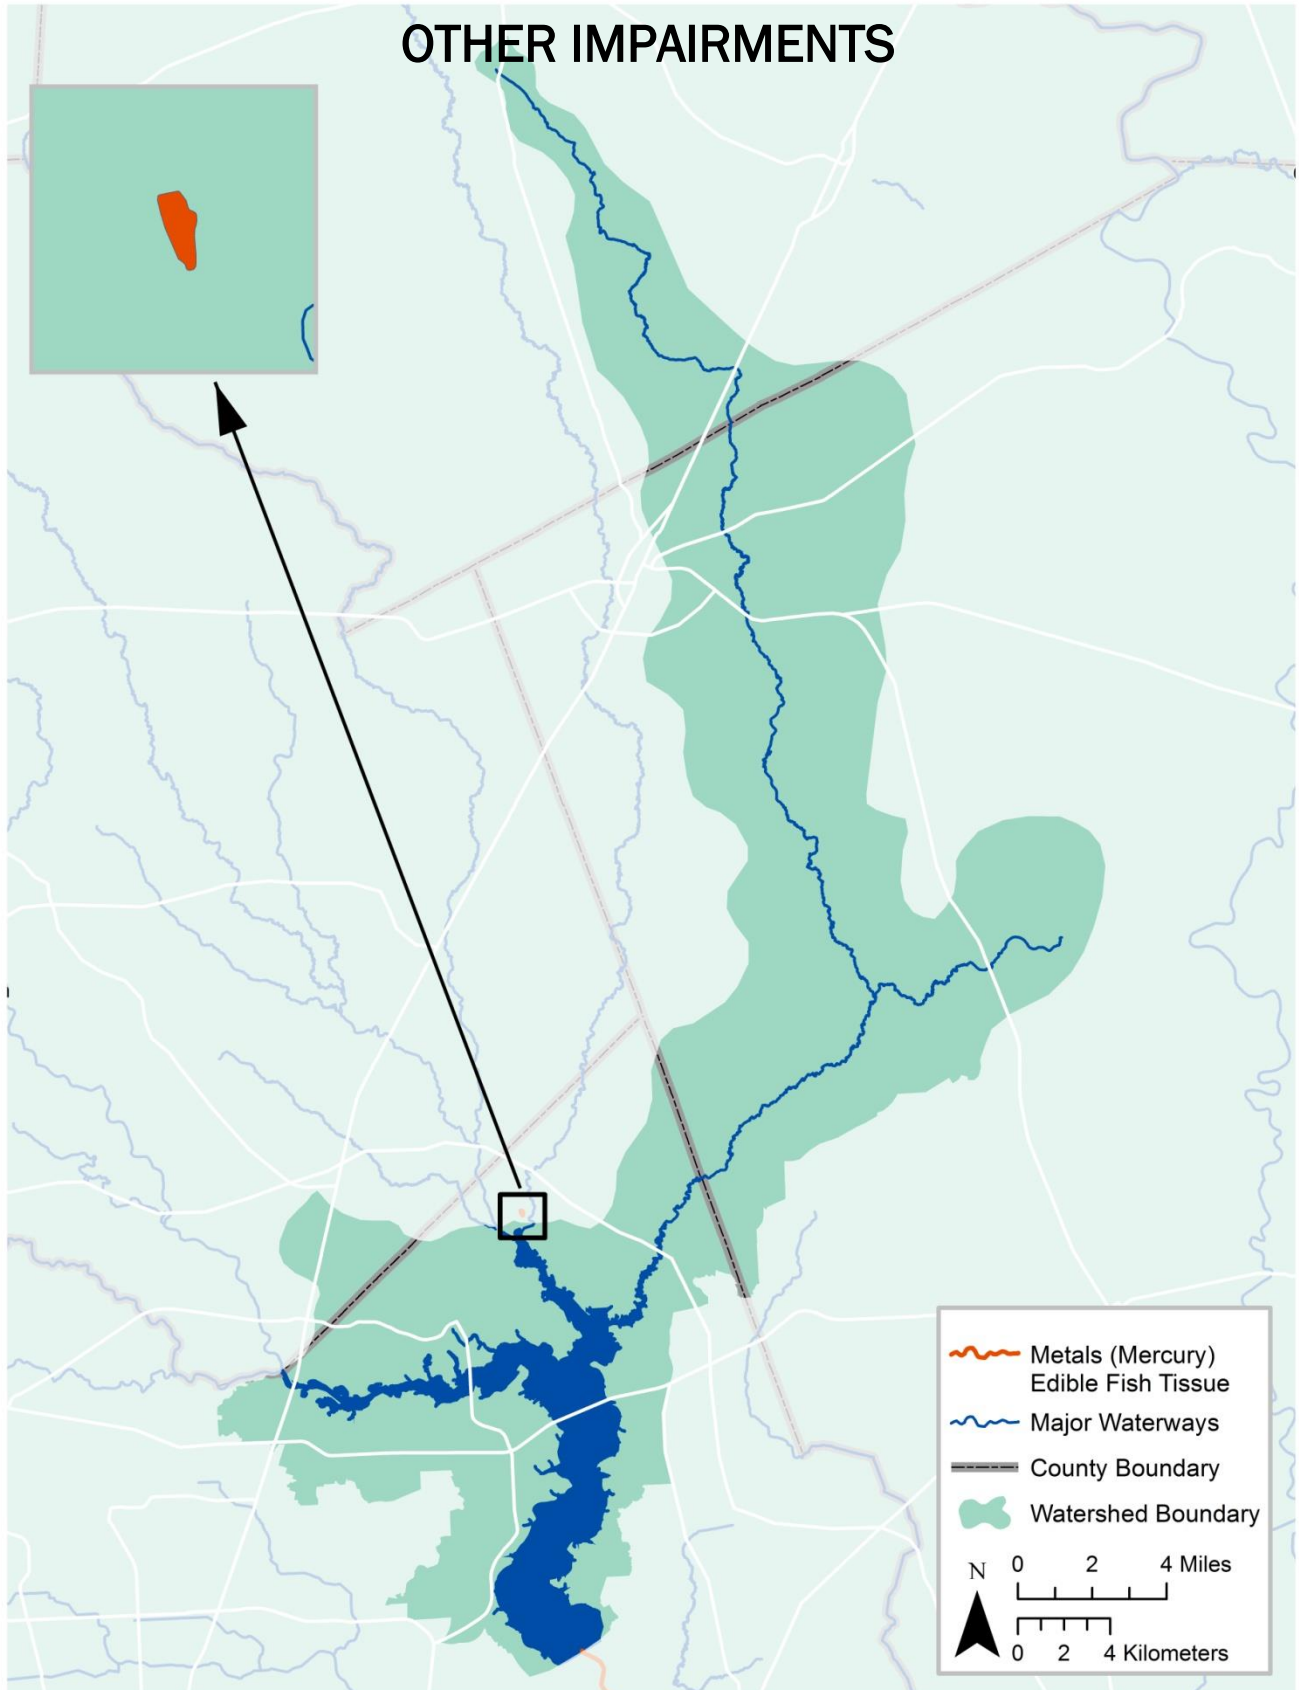 OTHER IMPAIRMENTS
Metals (Mercury)
Edible Fish Tissue
Major Waterways
County Boundary
Watershed Boundary
N
0 2 4 Miles
0 2 4 Kilometers